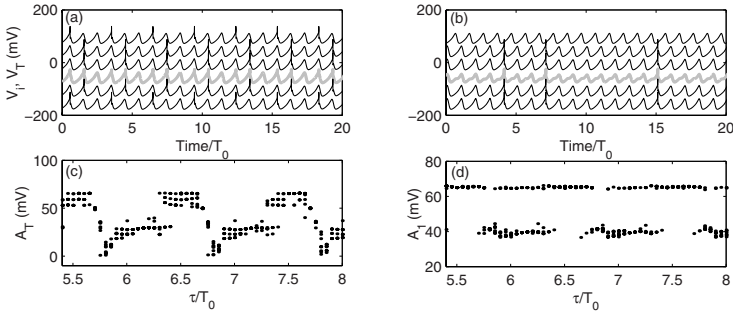 (a)
200
0
−200
V_i, V_T (mV)
0 5 10 15 20
Time/T_0
(b)
200
0
−200
0 5 10 15 20
Time/T_0
(c)
100
50
0
A_T (mV)
5.5 6 6.5 7 7.5 8
τ/T_0
(d)
80
60
40
20
A_1 (mV)
5.5 6 6.5 7 7.5 8
τ/T_0